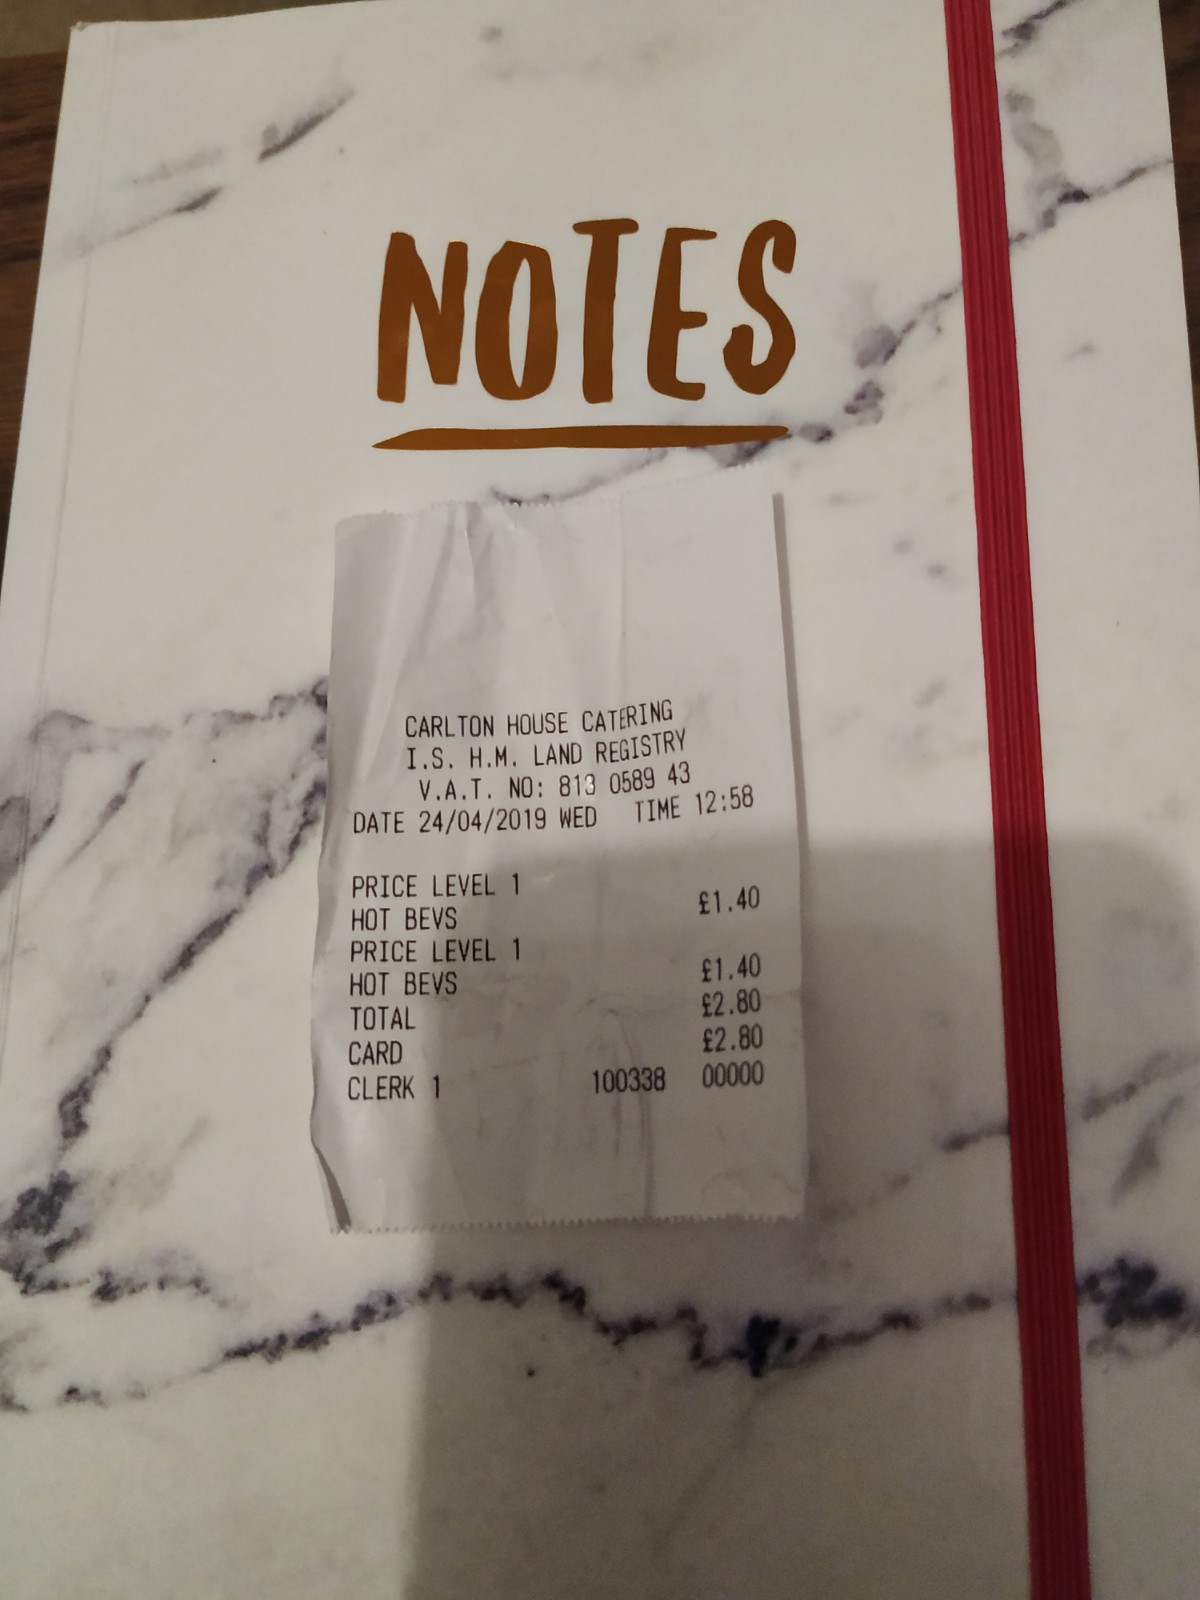 NOTES
CARLTON HOUSE CATERING
I.S. H.M. LAND REGISTRY
V.A.T. NO: 813 0589 43
DATE 24/04/2019 WED TIME 12:58
PRICE LEVEL 1
HOT BEVS £1.40
PRICE LEVEL 1
HOT BEVS £1.40
TOTAL £2.80
CARD £2.80
CLERK 1 100338 00000